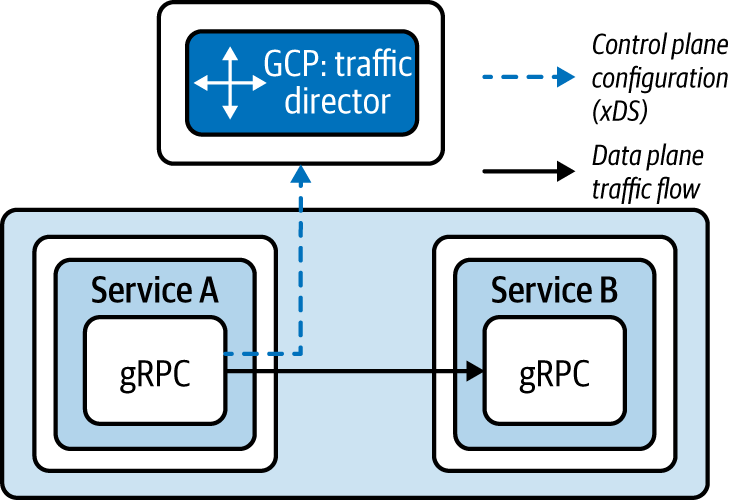 GCP: traffic
director
Control plane
configuration
(xDS)
Data plane
traffic flow
Service A
gRPC
Service B
gRPC